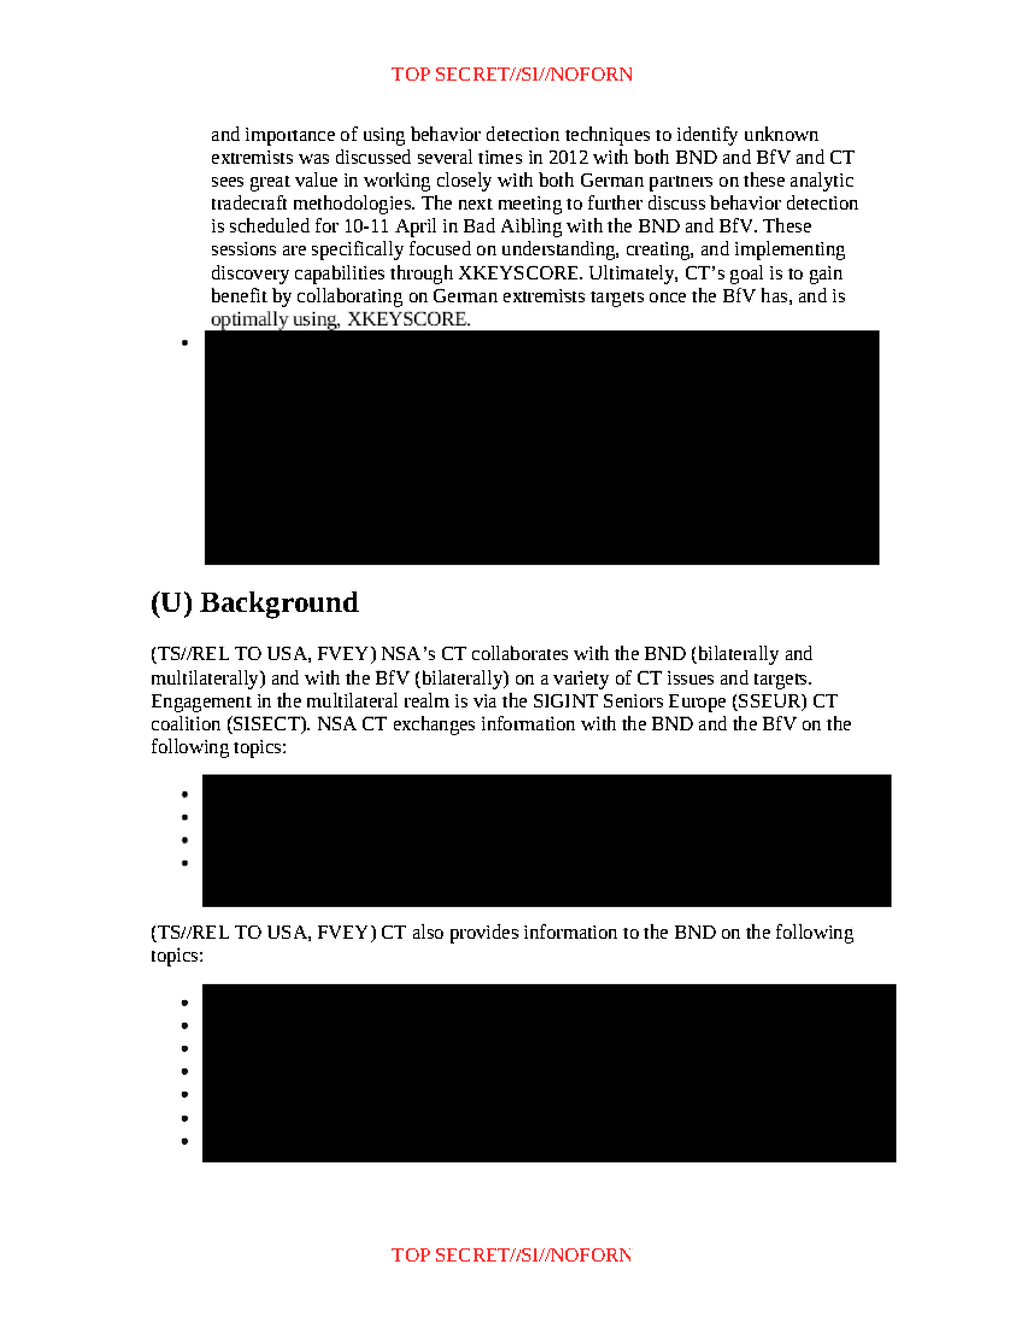 TOP SECRET//SI//NOFORN
and importance of using behavior detection techniques to identify unknown
extremists was discussed several times in 2012 with both BND and BfV and CT
sees great value in working closely with both German partners on these analytic
tradecraft methodologies. The next meeting to further discuss behavior detection
is scheduled for 10-11 April in Bad Aibling with the BND and BfV. These
sessions are specifically focused on understanding, creating, and implementing
discovery capabilities through XKEYSCORE. Ultimately, CT’s goal is to gain
benefit by collaborating on German extremists targets once the BfV has, and is
optimally using, XKEYSCORE.
(U) Background
(TS//REL TO USA, FVEY) NSA’s CT collaborates with the BND (bilaterally and
multilaterally) and with the BfV (bilaterally) on a variety of CT issues and targets.
Engagement in the multilateral realm is via the SIGINT Seniors Europe (SSEUR) CT
coalition (SISECT). NSA CT exchanges information with the BND and the BfV on the
following topics:
(TS//REL TO USA, FVEY) CT also provides information to the BND on the following
topics:
TOP SECRET//SI//NOFORN